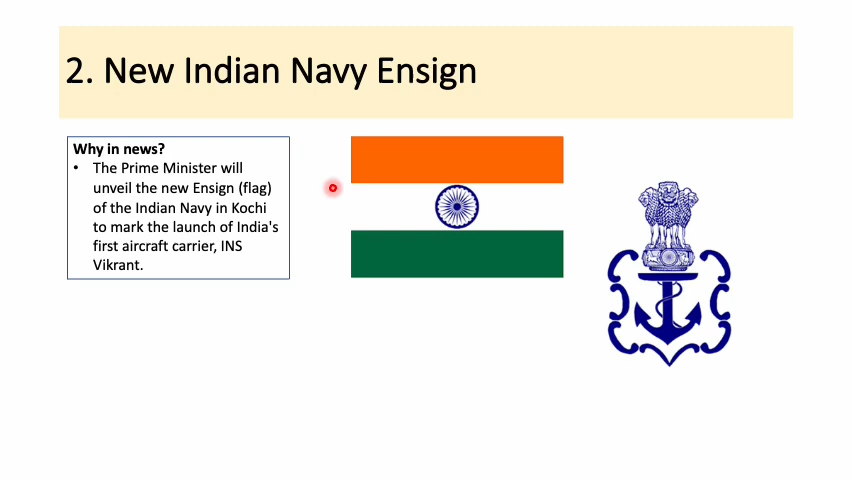 2. New Indian Navy Ensign
Why in news?
• The Prime Minister will
unveil the new Ensign (flag)
of the Indian Navy in Kochi
to mark the launch of India's
first aircraft carrier, INS
Vikrant.